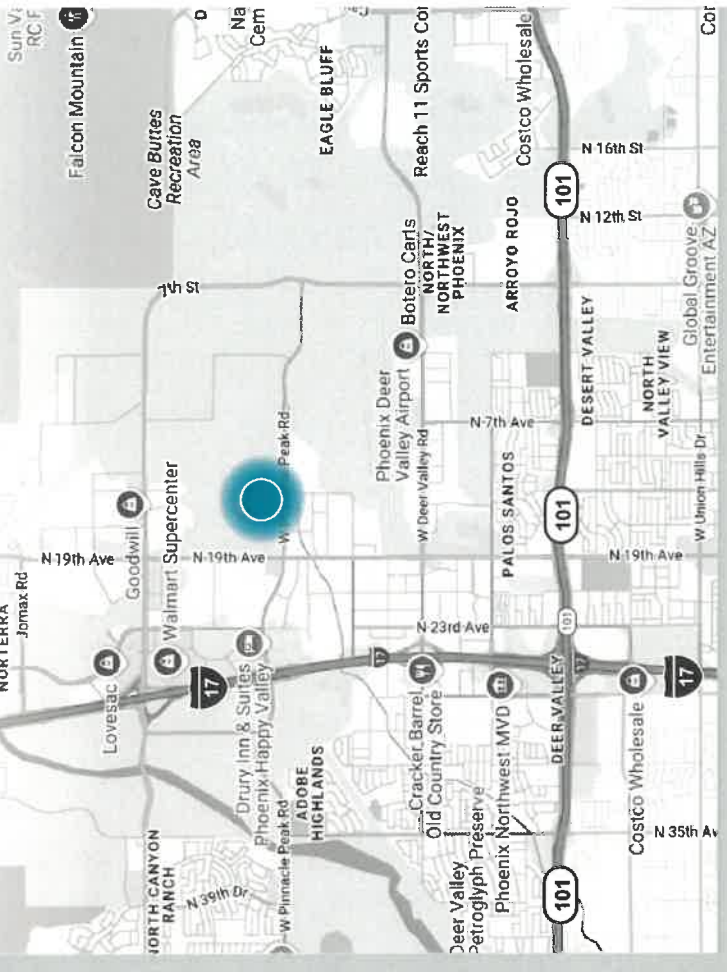 NORTERRA
Jomax Rd
Sun Va
RC F
Falcon Mountain
Lovesac
Goodwill
NORTH CANYON
RANCH
Walmart Supercenter
Cave Buttes
Recreation
Area
D
N 39th Dr
N 19th Ave
N 19th Ave
7th St
17
Na
Cem
Drury Inn & Suites
Phoenix Happy Valley
W Pinnacle Peak Rd
Peak Rd
ADOBE
HIGHLANDS
EAGLE BLUFF
17
Phoenix Deer
Valley Airport
Botero Carls
Cracker Barrel
Old Country Store
W Deer Valley Rd
Reach 11 Sports Co
NORTH/
NORTHWEST
PHOENIX
Deer Valley
Petroglyph Preserve
N 23rd Ave
N 7th Ave
Phoenix Northwest MVD
PALOS SANTOS
ARROYO ROJO
Costco Wholesale
DEER VALLEY
101
101
101
101
17
DESERT VALLEY
N 12th St
N 16th St
Costco Wholesale
N 35th Av
17
N 19th Ave
NORTH
VALLEY VIEW
Global Groove
Entertainment AZ
W Union Hills Dr
Cor